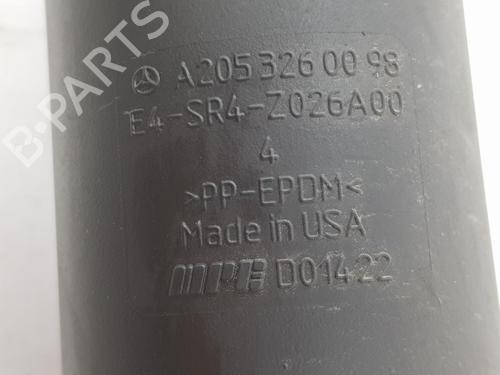 A205 326 00 98
E4-SR4-Z026A00
4
>PP-EPDM<
Made in USA
D01422
B-PARTS